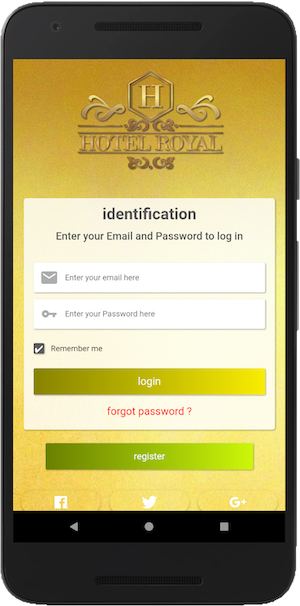 H
HOTEL ROYAL
identification
Enter your Email and Password to log in
Enter your email here
Enter your Password here
Remember me
login
forgot password ?
register
G+